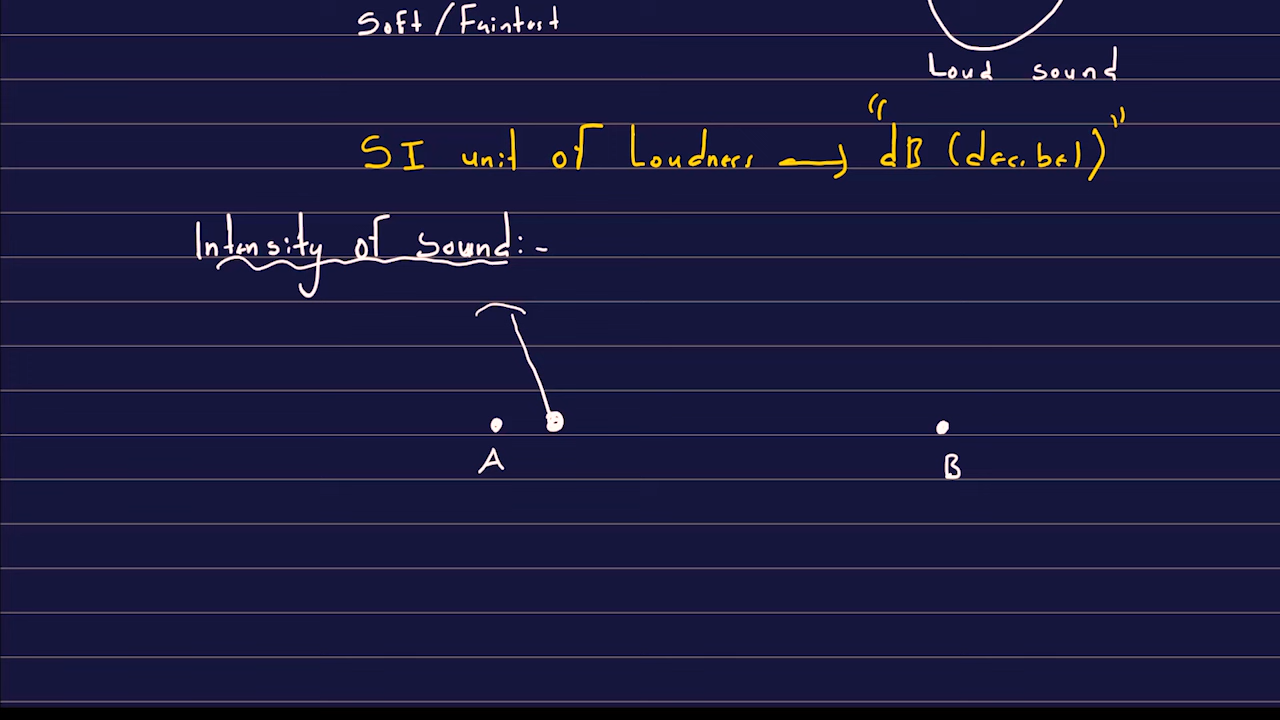 Soft / Faintest
Loud sound
SI unit of Loudness → "dB (decibel)"
Intensity of Sound:-
A
B